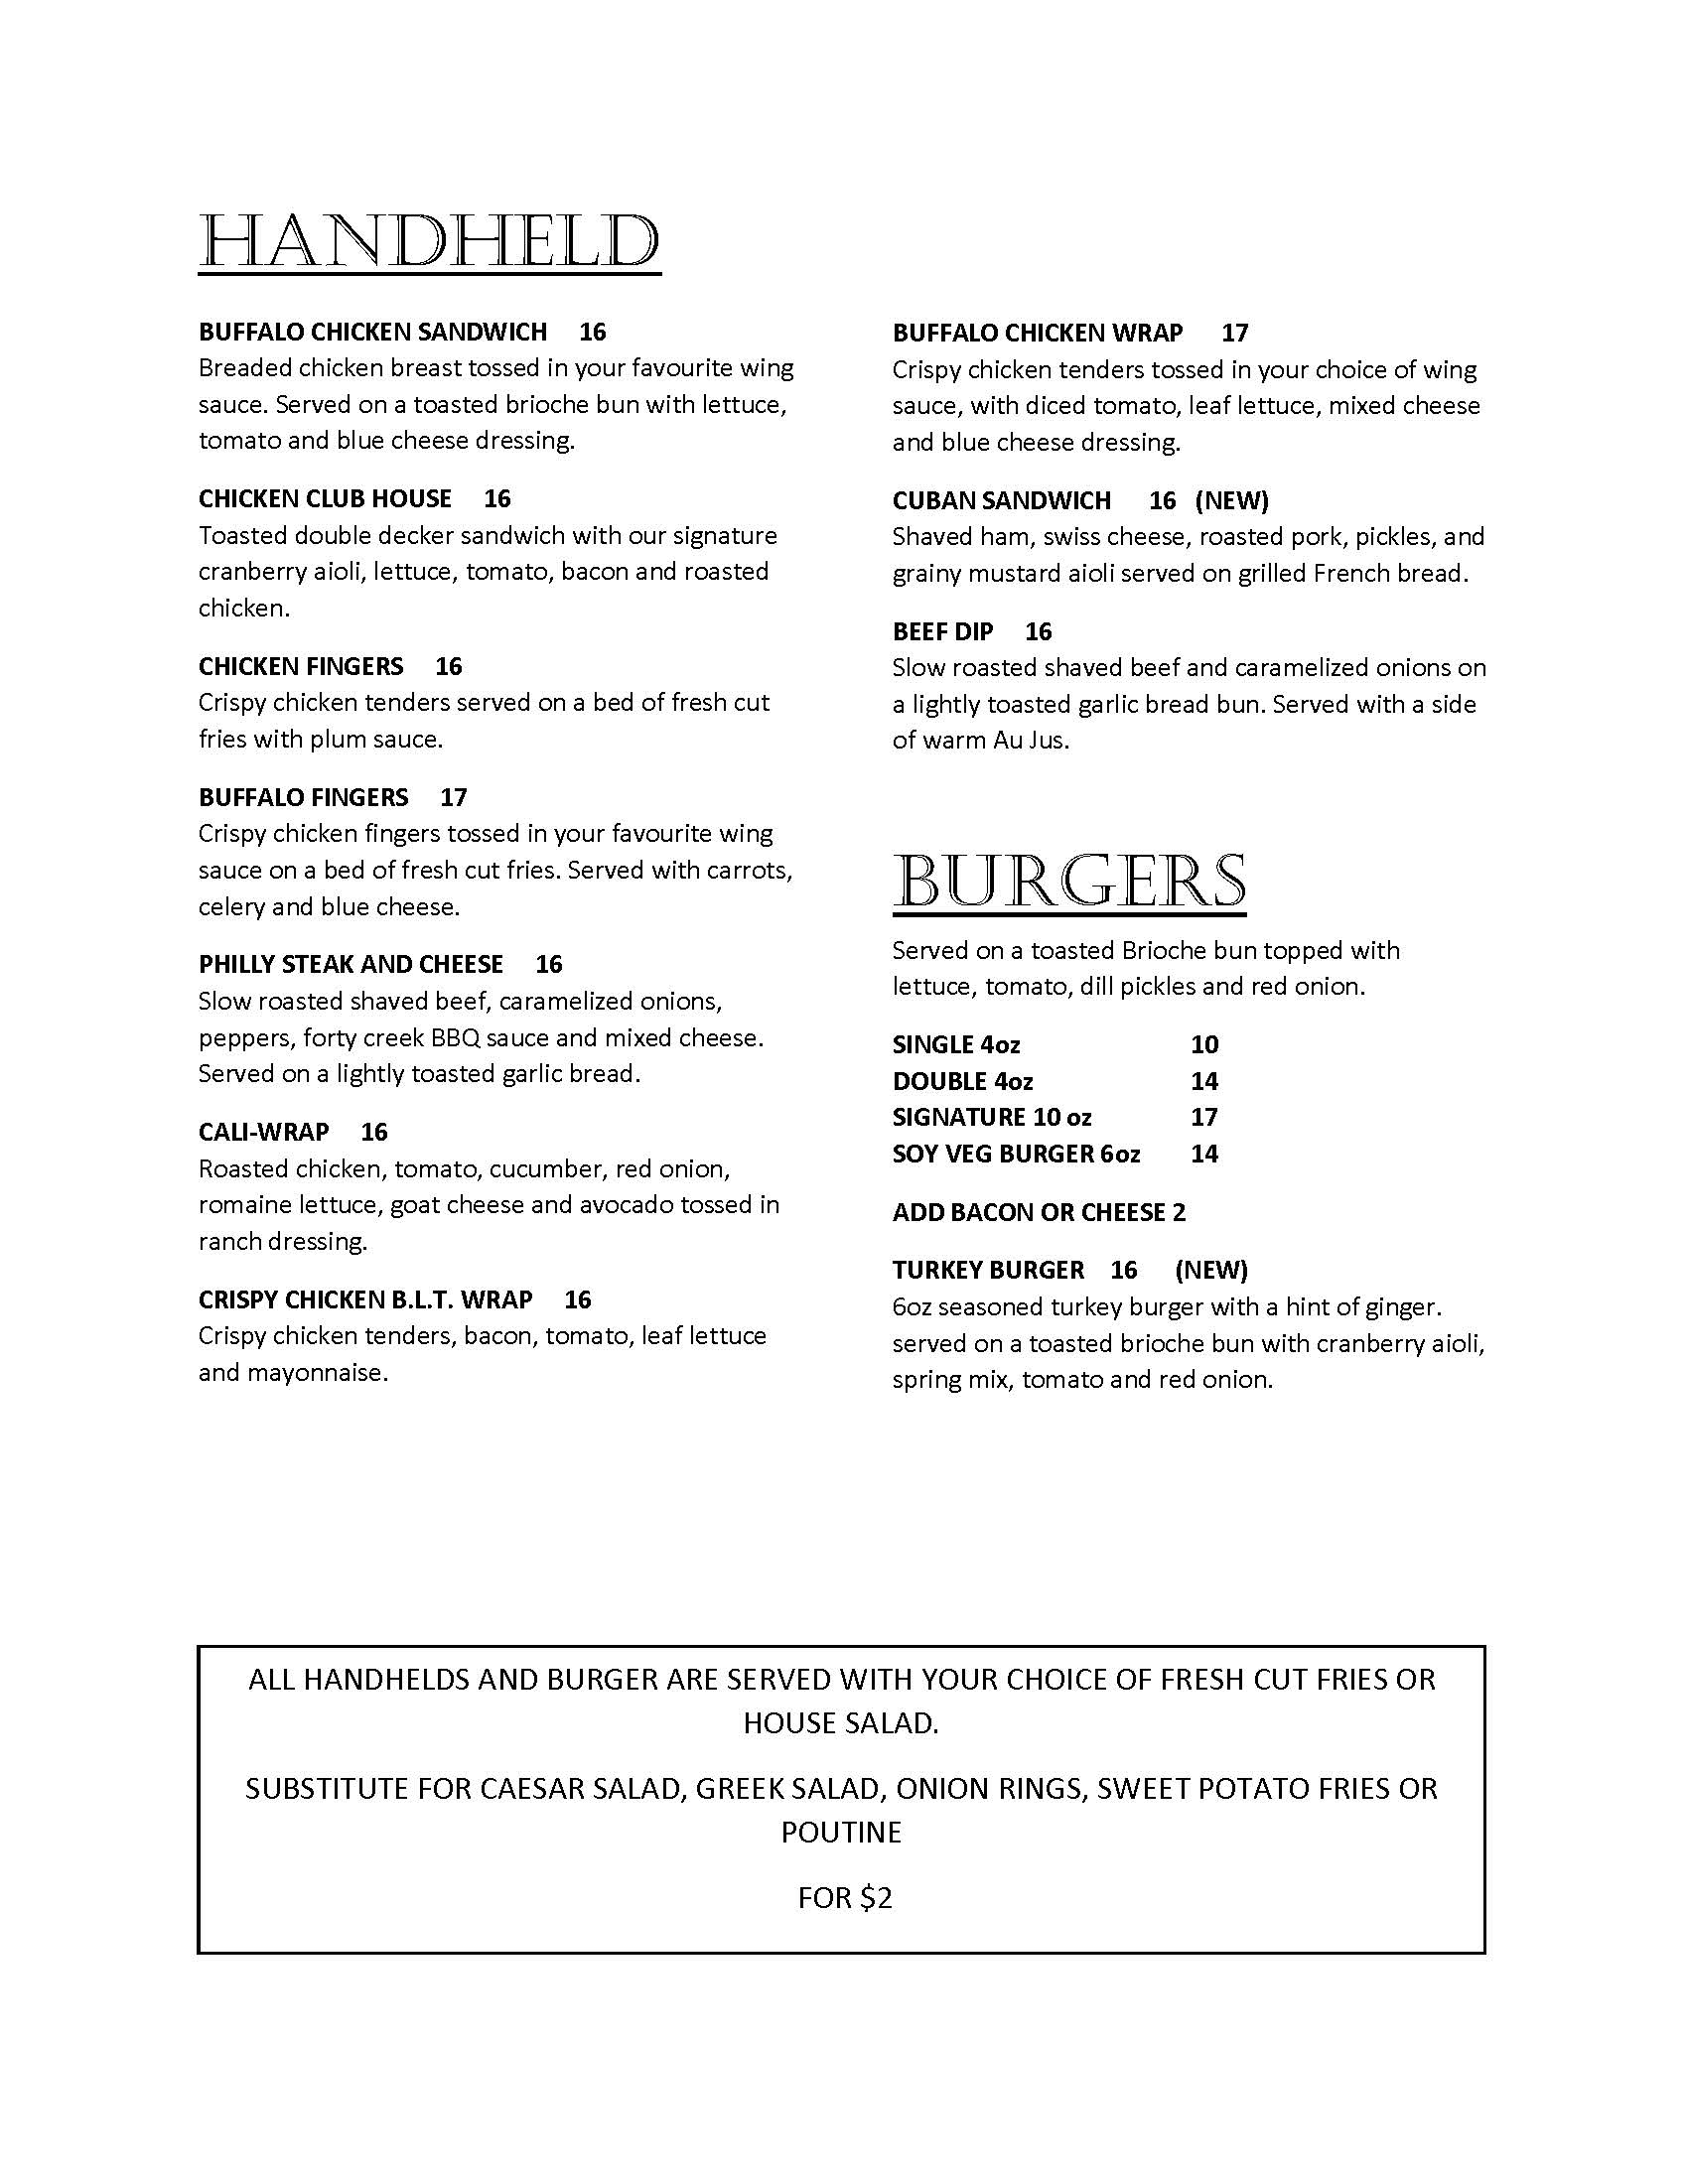 HANDHELD
BUFFALO CHICKEN SANDWICH 16
Breaded chicken breast tossed in your favourite wing
sauce. Served on a toasted brioche bun with lettuce,
tomato and blue cheese dressing.
CHICKEN CLUB HOUSE 16
Toasted double decker sandwich with our signature
cranberry aioli, lettuce, tomato, bacon and roasted
chicken.
CHICKEN FINGERS 16
Crispy chicken tenders served on a bed of fresh cut
fries with plum sauce.
BUFFALO FINGERS 17
Crispy chicken fingers tossed in your favourite wing
sauce on a bed of fresh cut fries. Served with carrots,
celery and blue cheese.
PHILLY STEAK AND CHEESE 16
Slow roasted shaved beef, caramelized onions,
peppers, forty creek BBQ sauce and mixed cheese.
Served on a lightly toasted garlic bread.
CALI-WRAP 16
Roasted chicken, tomato, cucumber, red onion,
romaine lettuce, goat cheese and avocado tossed in
ranch dressing.
CRISPY CHICKEN B.L.T. WRAP 16
Crispy chicken tenders, bacon, tomato, leaf lettuce
and mayonnaise.
BUFFALO CHICKEN WRAP 17
Crispy chicken tenders tossed in your choice of wing
sauce, with diced tomato, leaf lettuce, mixed cheese
and blue cheese dressing.
CUBAN SANDWICH 16 (NEW)
Shaved ham, swiss cheese, roasted pork, pickles, and
grainy mustard aioli served on grilled French bread.
BEEF DIP 16
Slow roasted shaved beef and caramelized onions on
a lightly toasted garlic bread bun. Served with a side
of warm Au Jus.
BURGERS
Served on a toasted Brioche bun topped with
lettuce, tomato, dill pickles and red onion.
SINGLE 4oz 10
DOUBLE 4oz 14
SIGNATURE 10 oz 17
SOY VEG BURGER 6oz 14
ADD BACON OR CHEESE 2
TURKEY BURGER 16 (NEW)
6oz seasoned turkey burger with a hint of ginger.
served on a toasted brioche bun with cranberry aioli,
spring mix, tomato and red onion.
ALL HANDHELDS AND BURGER ARE SERVED WITH YOUR CHOICE OF FRESH CUT FRIES OR
HOUSE SALAD.
SUBSTITUTE FOR CAESAR SALAD, GREEK SALAD, ONION RINGS, SWEET POTATO FRIES OR
POUTINE
FOR $2